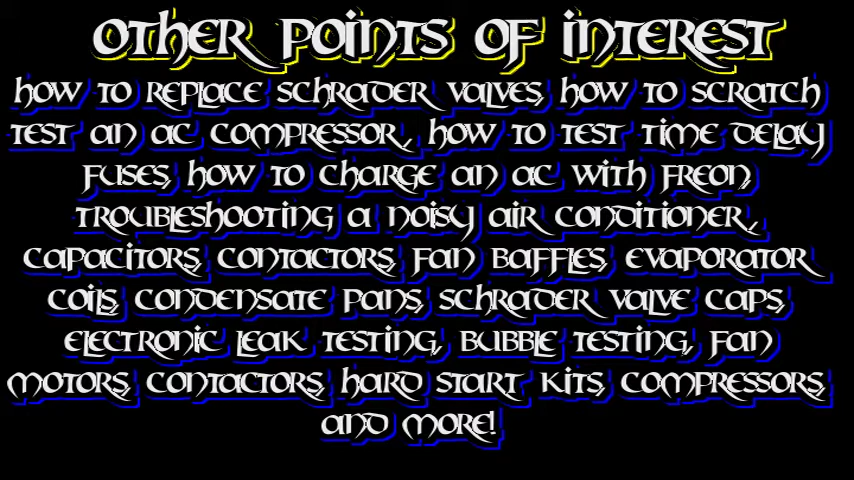 Other Points of Interest
how to replace schrader valves, how to scratch
test an ac compressor, how to test time delay
fuses, how to charge an ac with freon,
troubleshooting a noisy air conditioner,
capacitors, contactors, fan baffles, evaporator
coils, condensate pans, schrader valve caps,
electronic leak testing, bubble testing, fan
motors, contactors, hard start kits, compressors,
and more!